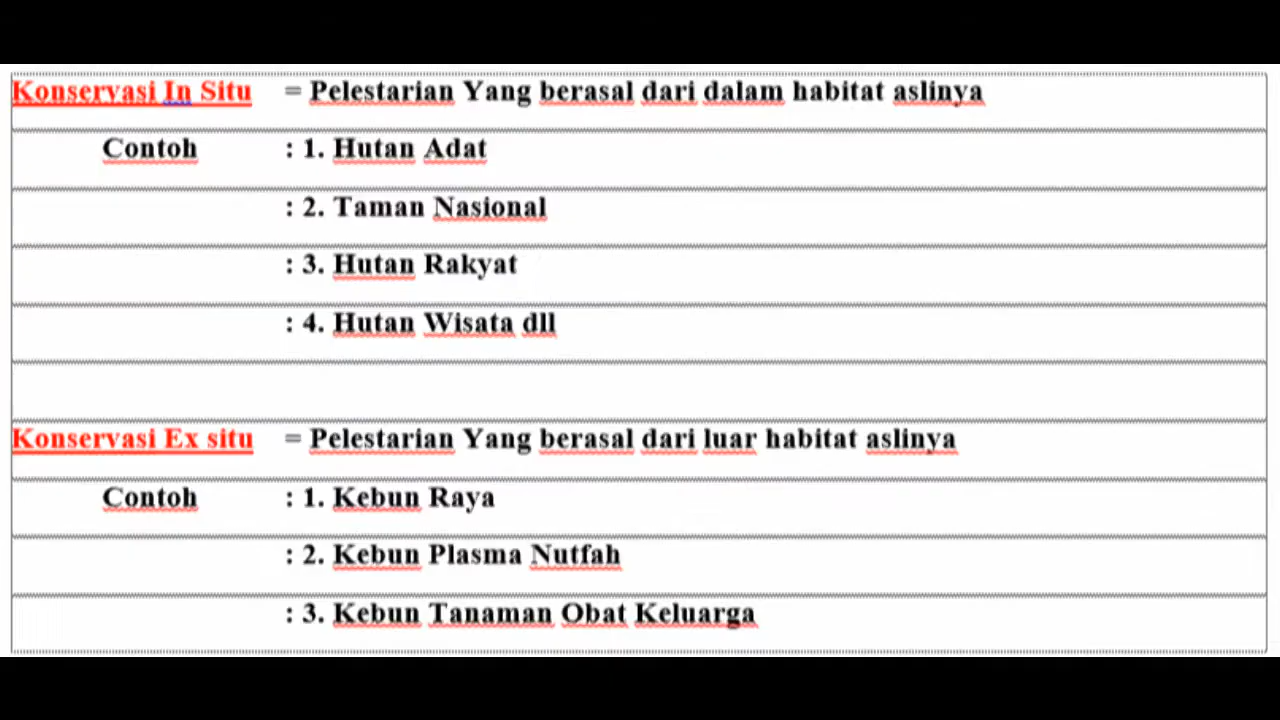 Konservasi In Situ = Pelestarian Yang berasal dari dalam habitat aslinya
Contoh : 1. Hutan Adat
: 2. Taman Nasional
: 3. Hutan Rakyat
: 4. Hutan Wisata dll
Konservasi Ex situ = Pelestarian Yang berasal dari luar habitat aslinya
Contoh : 1. Kebun Raya
: 2. Kebun Plasma Nutfah
: 3. Kebun Tanaman Obat Keluarga